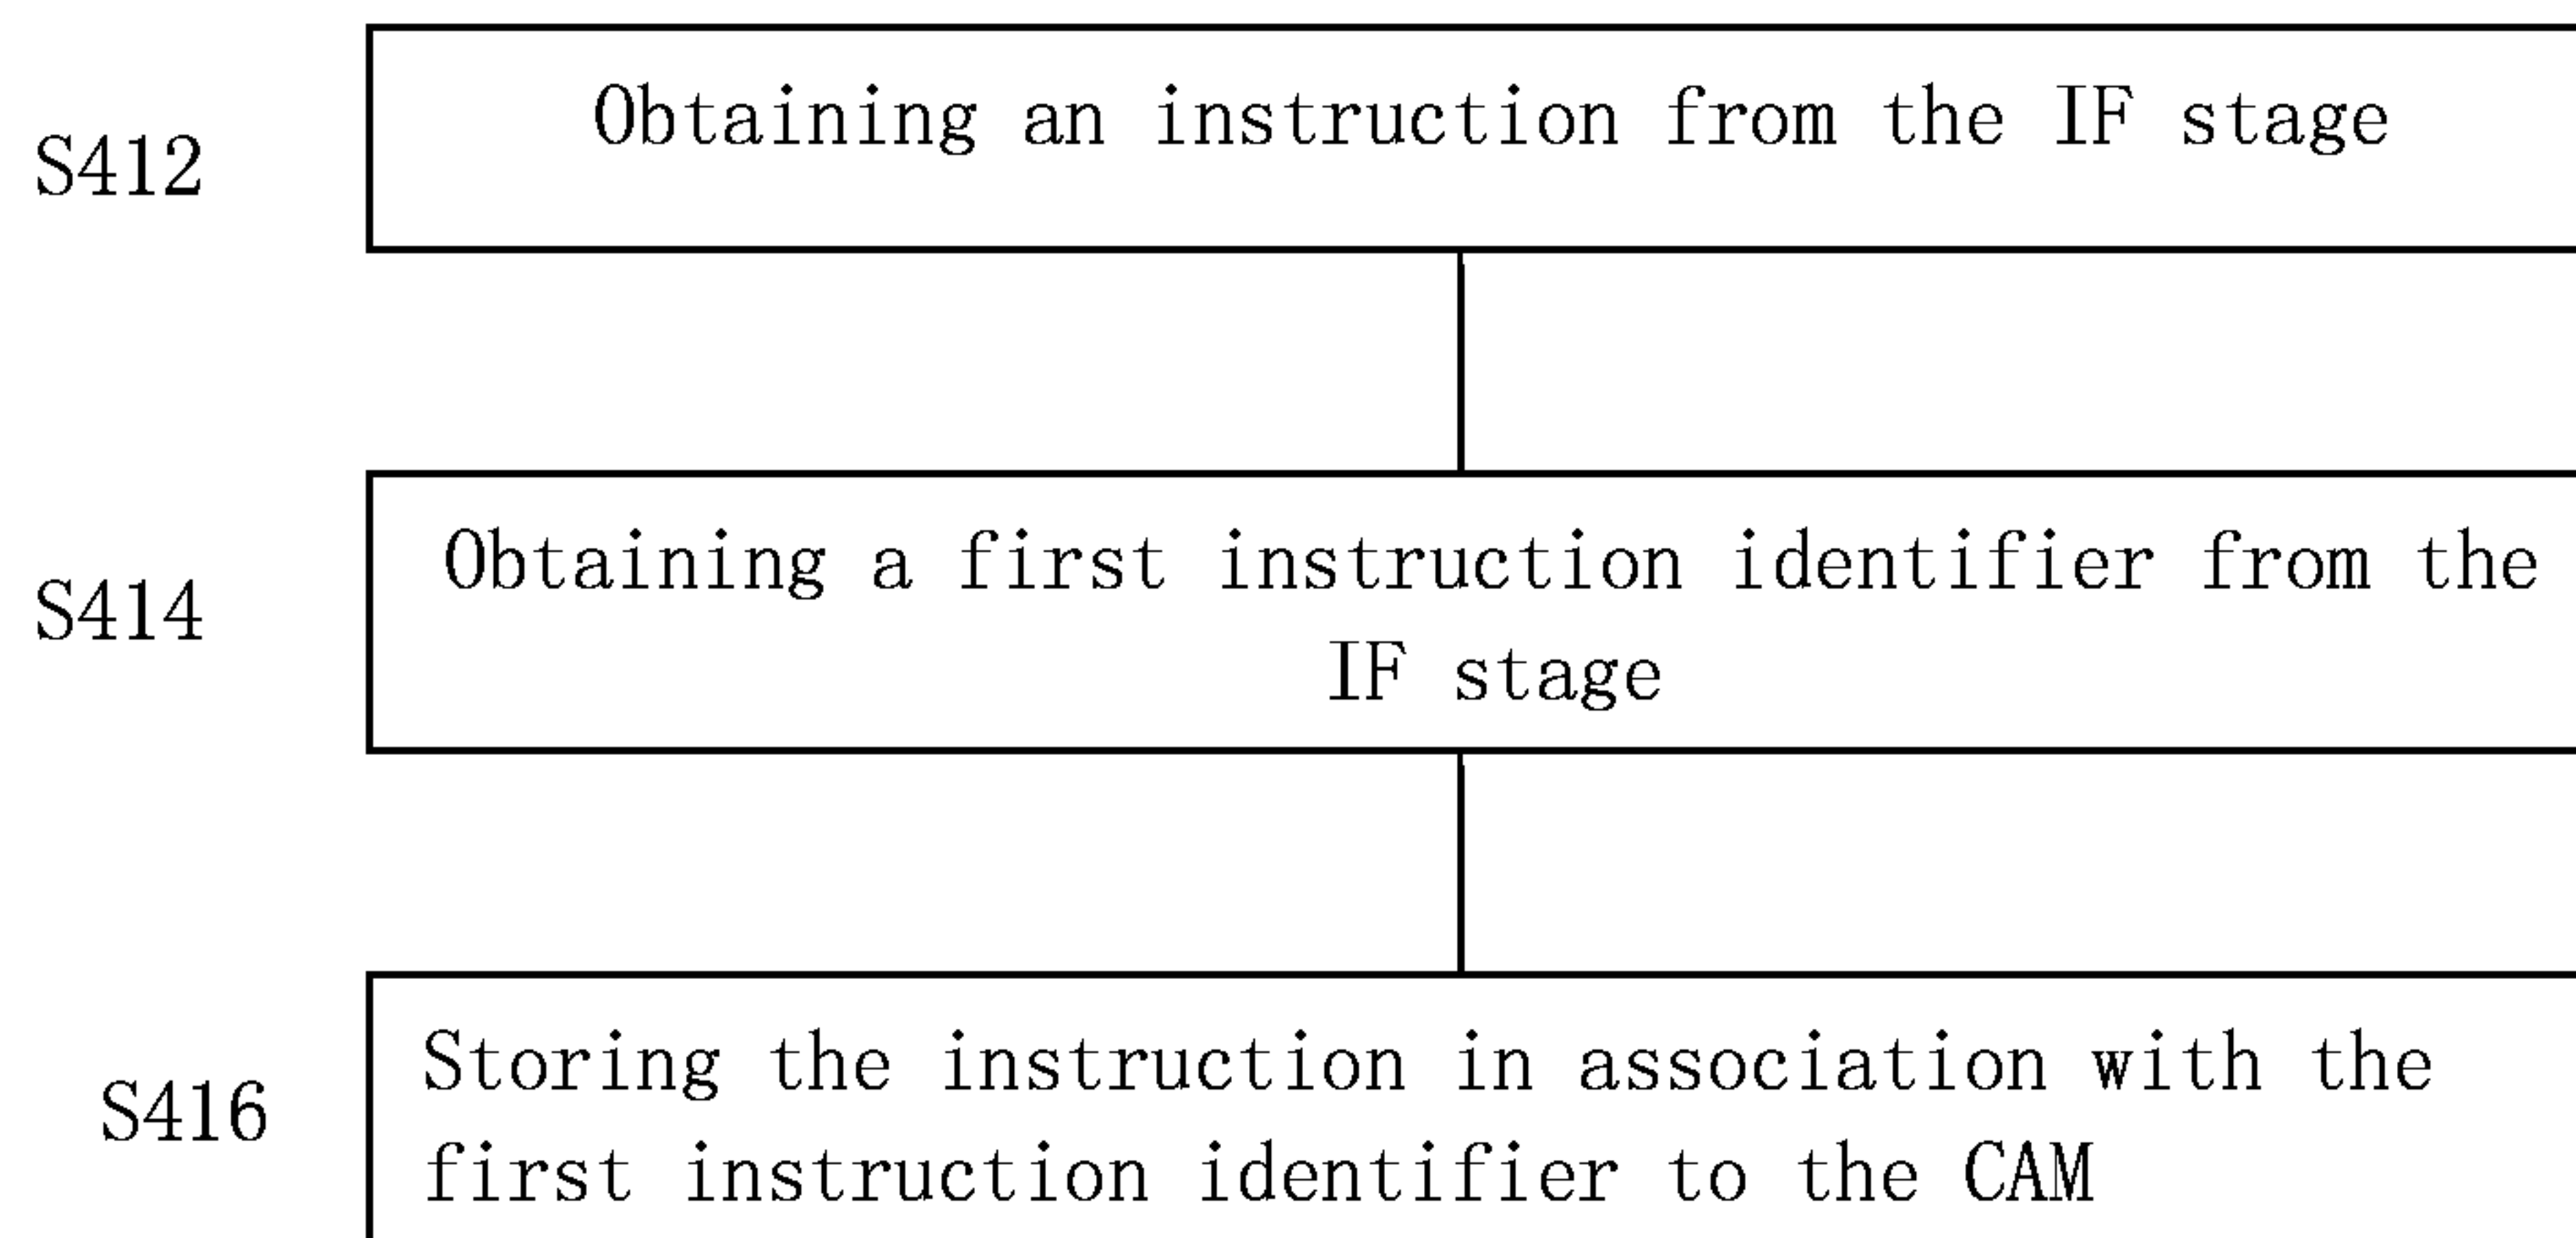 Obtaining an instruction from the IF stage
S412
Obtaining a first instruction identifier from the
S414
IF stage
Storing the instruction in association with the
S416
first instruction identifier to the CAM